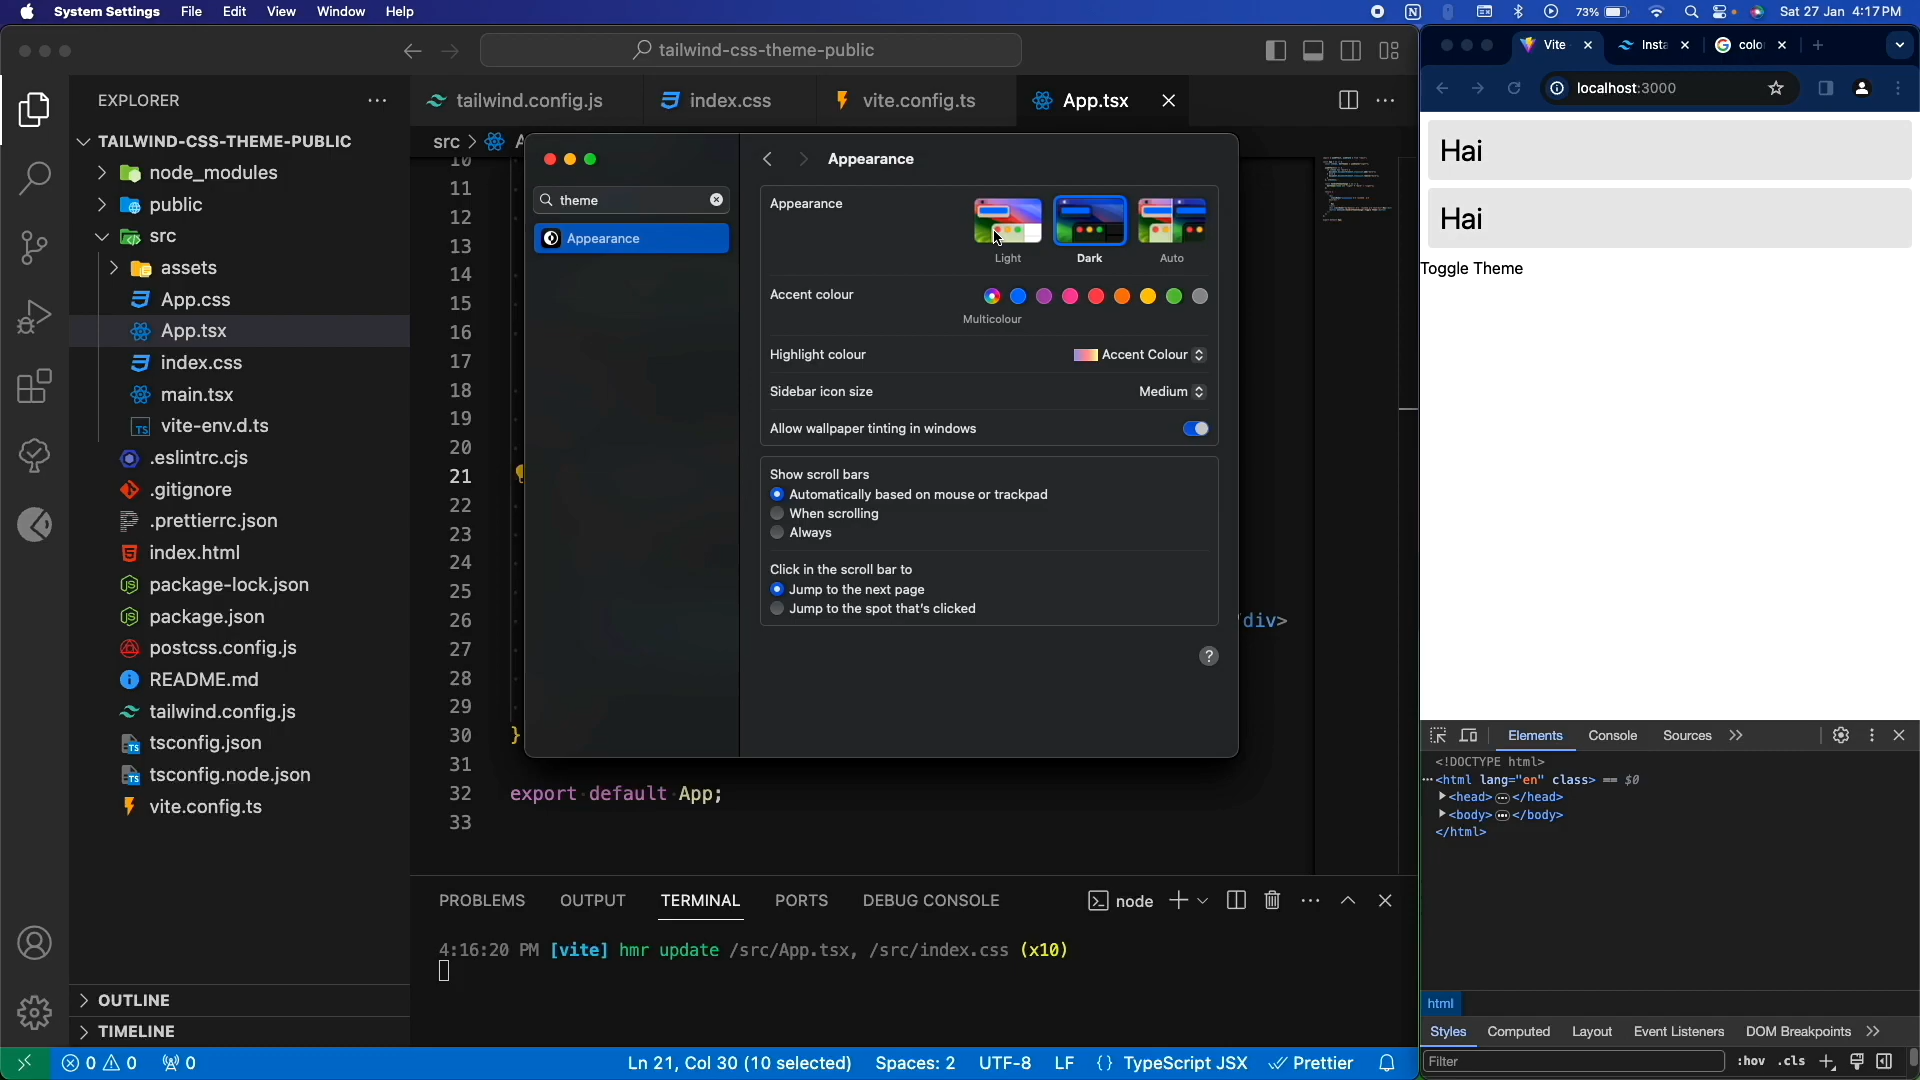 System Settings File Edit View Window Help
73% Sat 27 Jan 4:17 PM
tailwind-css-theme-public
Vite Insta colo
localhost:3000
EXPLORER
tailwind.config.js index.css vite.config.ts App.tsx
src
TAILWIND-CSS-THEME-PUBLIC
node_modules
public
src
assets
App.css
App.tsx
index.css
main.tsx
vite-env.d.ts
.eslintrc.cjs
.gitignore
.prettierrc.json
index.html
package-lock.json
package.json
postcss.config.js
README.md
tailwind.config.js
tsconfig.json
tsconfig.node.json
vite.config.ts
OUTLINE
TIMELINE
10
11
12
13
14
15
16
17
18
19
20
21
22
23
24
25
26 div>
27
28
29
30 }
31
32 export default App;
33
theme
Appearance
Appearance
Appearance
Light Dark Auto
Accent colour
Multicolour
Highlight colour Accent Colour
Sidebar icon size Medium
Allow wallpaper tinting in windows
Show scroll bars
Automatically based on mouse or trackpad
When scrolling
Always
Click in the scroll bar to
Jump to the next page
Jump to the spot that's clicked
?
PROBLEMS OUTPUT TERMINAL PORTS DEBUG CONSOLE
node
4:16:20 PM [vite] hmr update /src/App.tsx, /src/index.css (x10)
0 0 0
Ln 21, Col 30 (10 selected) Spaces: 2 UTF-8 LF {} TypeScript JSX Prettier
Hai
Hai
Toggle Theme
Elements Console Sources
<!DOCTYPE html>
<html lang="en" class> == $0
<head> </head>
<body> </body>
</html>
html
Styles Computed Layout Event Listeners DOM Breakpoints
Filter :hov .cls